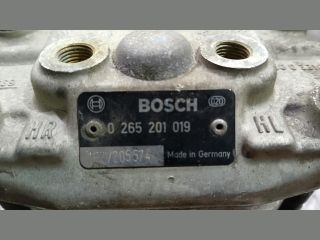 BOSCH
0 265 201 019
HR
HL
Made in Germany